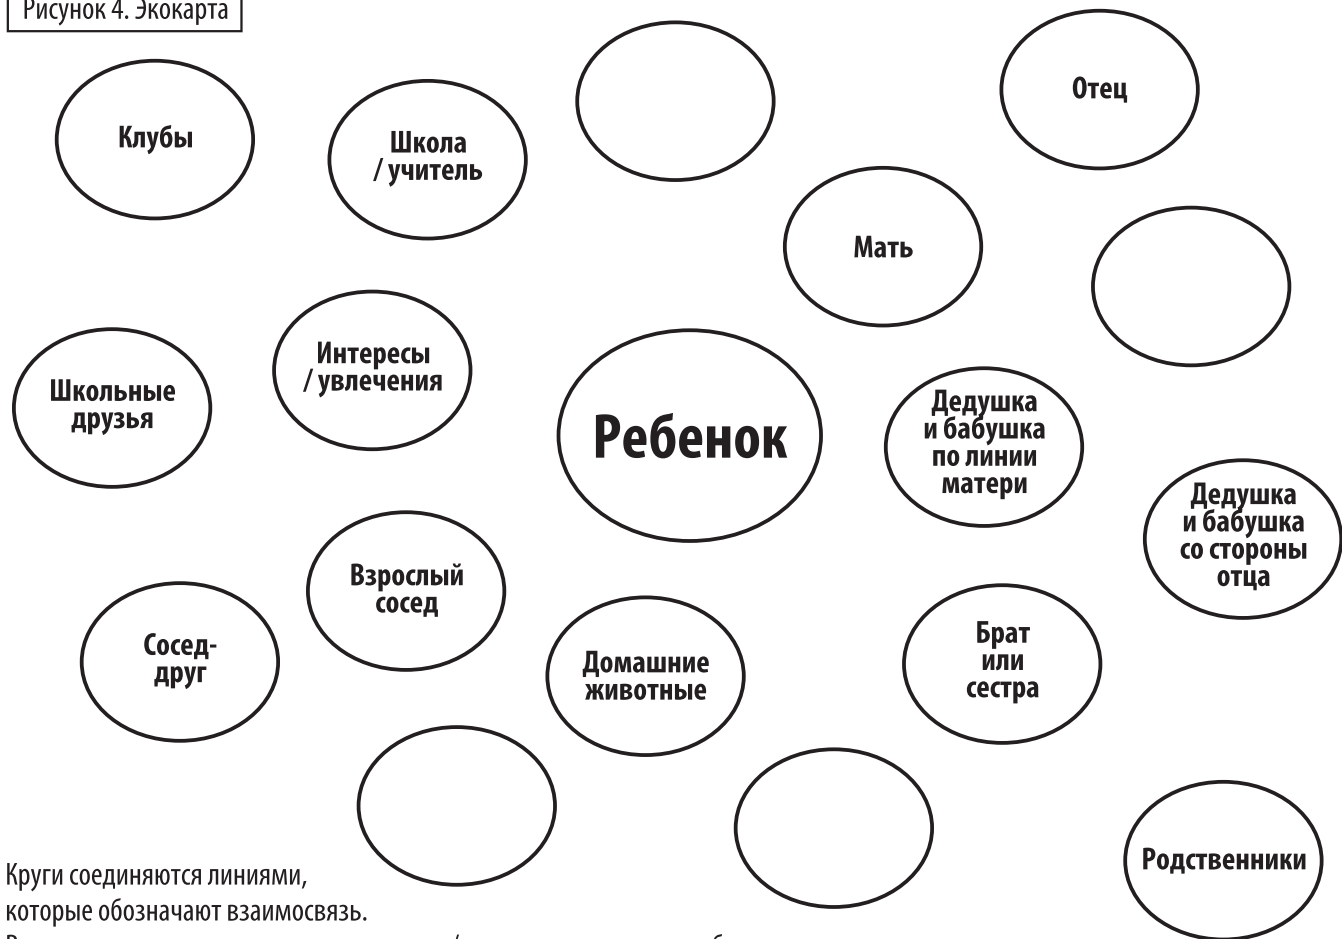 Рисунок 4. Экокарта
Клубы
Школа
/ учитель
Отец
Мать
Школьные
друзья
Интересы
/ увлечения
Ребенок
Дедушка
и бабушка
по линии
матери
Дедушка
и бабушка
со стороны
отца
Взрослый
сосед
Сосед-
друг
Домашние
животные
Брат
или
сестра
Родственники
Круги соединяются линиями,
которые обозначают взаимосвязь.